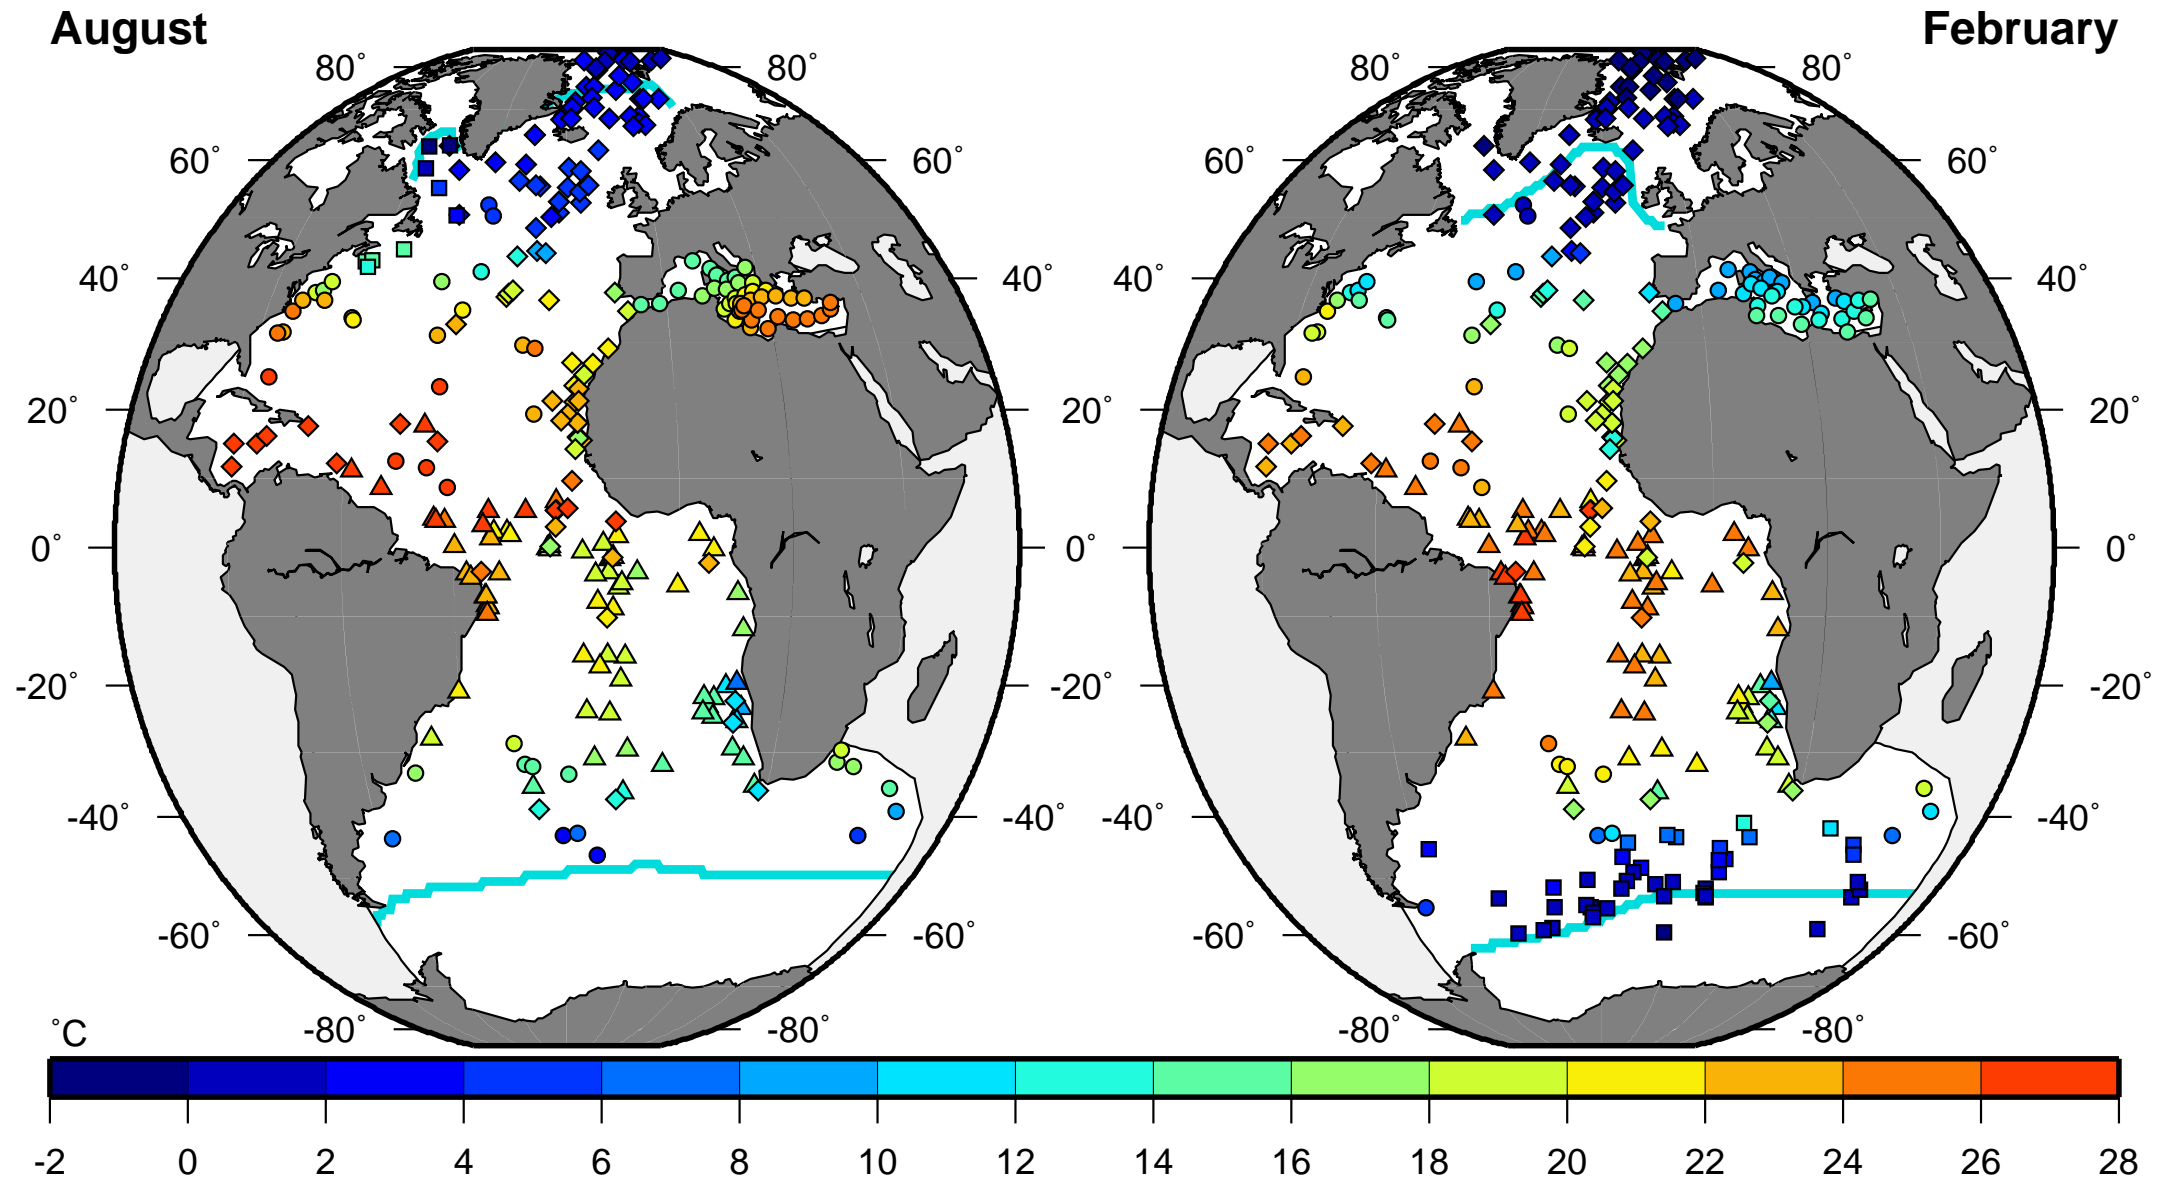 August February
80° 80° 80° 80°
60° 60° 60° 60°
40° 40° 40° 40°
20° 20° 20° 20°
0° 0° 0° 0°
-20° -20° -20° -20°
-40° -40° -40° -40°
-60° -60° -60° -60°
-80° -80° -80° -80°
°C
-2 0 2 4 6 8 10 12 14 16 18 20 22 24 26 28